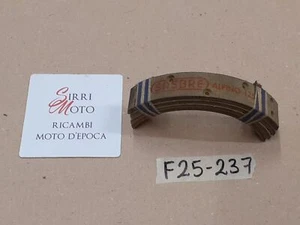 SIRRI
MOTO
RICAMBI
MOTO D'EPOCA
F25-237